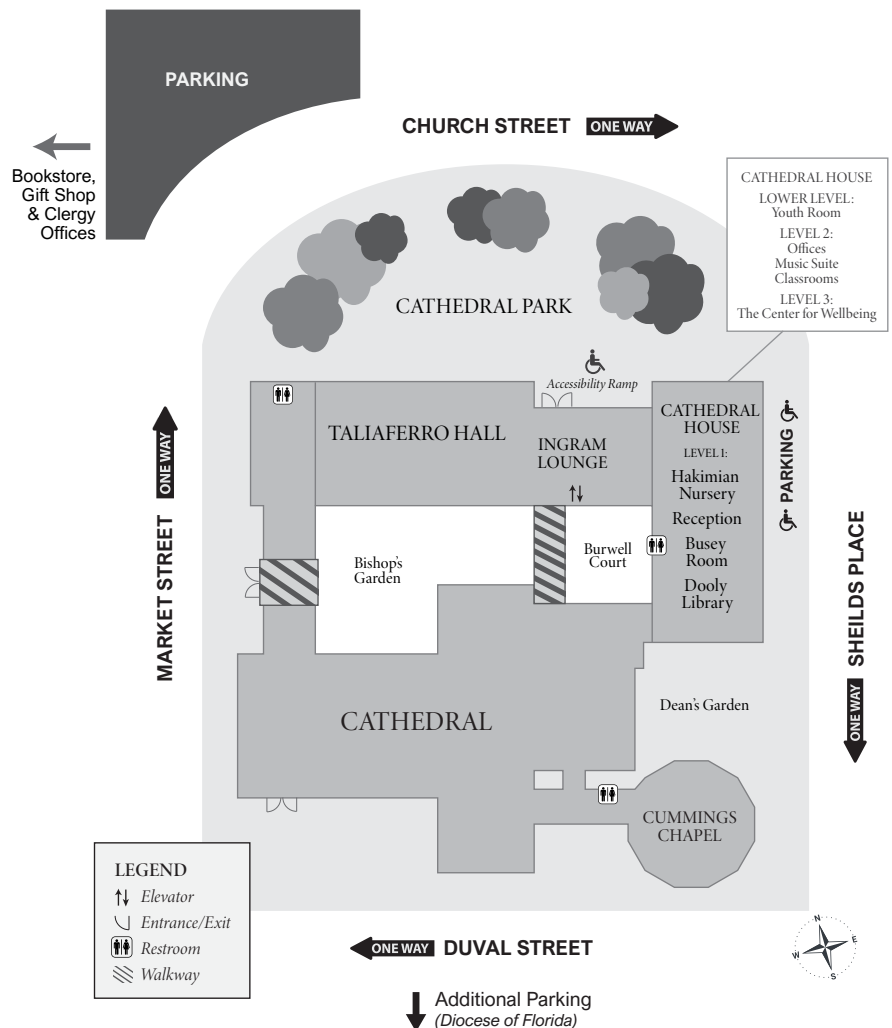 PARKING
CHURCH STREET
ONE WAY
Bookstore,
Gift Shop
& Clergy
Offices
CATHEDRAL HOUSE
LOWER LEVEL:
Youth Room
LEVEL 2:
Offices
Music Suite
Classrooms
LEVEL 3:
The Center for Wellbeing
CATHEDRAL PARK
Accessibility Ramp
TALIAFERRO HALL
INGRAM
LOUNGE
CATHEDRAL
HOUSE
LEVEL 1:
Hakimian
Nursery
Reception
Busey
Room
Dooly
Library
PARKING
MARKET STREET
ONE WAY
Bishop's
Garden
Burwell
Court
SHEILDS PLACE
ONE WAY
CATHEDRAL
Dean's Garden
CUMMINGS
CHAPEL
LEGEND
Elevator
Entrance/Exit
Restroom
Walkway
ONE WAY
DUVAL STREET
N
E
W
S
Additional Parking
(Diocese of Florida)